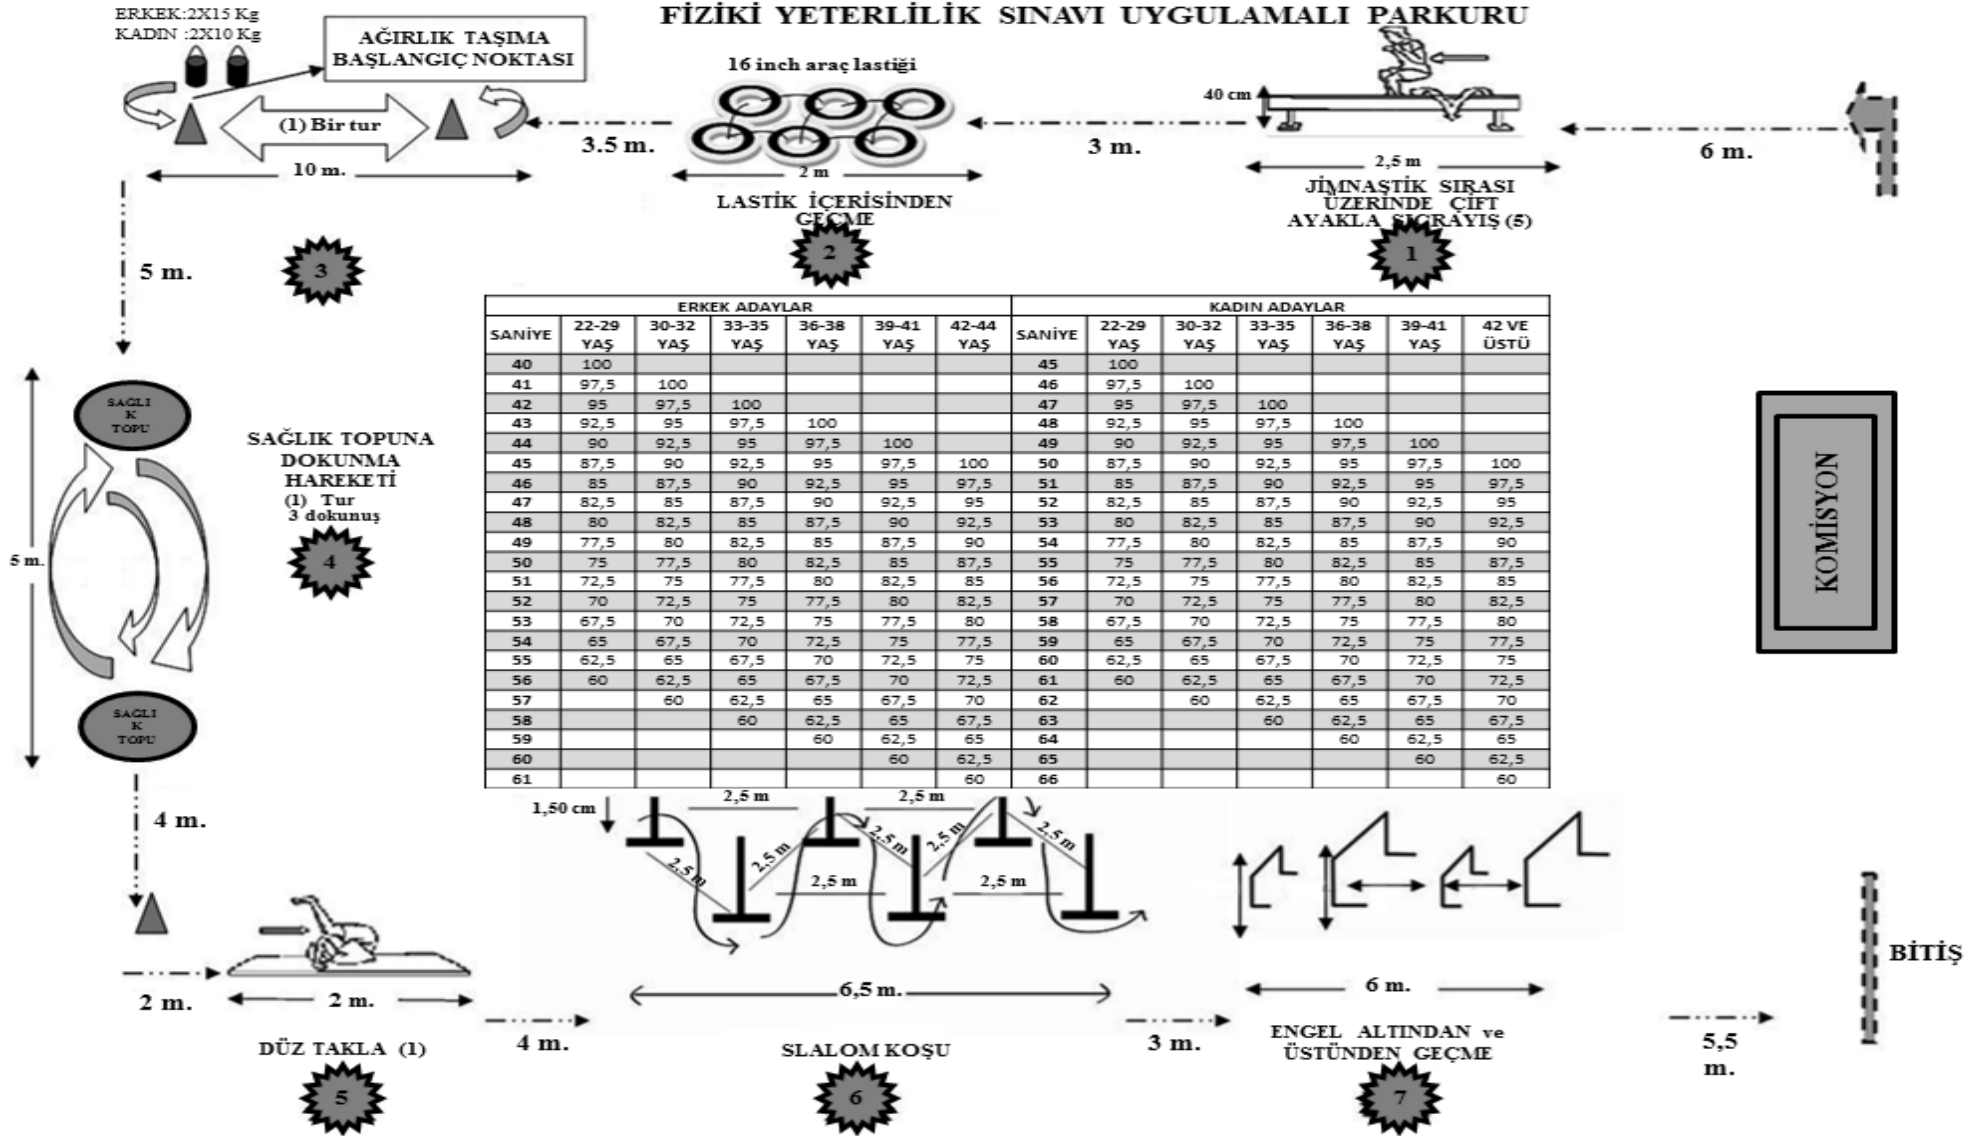 FİZİKİ YETERLİLİK SINAVI UYGULAMALI PARKURU
ERKEK:2X15 Kg
KADIN :2X10 Kg
AĞIRLIK TAŞIMA
BAŞLANGIÇ NOKTASI
(1) Bir tur
10 m.
3.5 m.
16 inch araç lastiği
2 m
LASTİK İÇERİSİNDEN
GEÇME
2
3 m.
40 cm
2,5 m
JİMNASTİK SIRASI
ÜZERİNDE ÇİFT
AYAKLA SIÇRAYIŞ (5)
1
6 m.
3
5 m.
SAĞLI
K
TOPU
SAĞLIK TOPUNA
DOKUNMA
HAREKETİ
(1) Tur
3 dokunuş
4
5 m.
SAĞLI
K
TOPU
4 m.
ERKEK ADAYLAR KADIN ADAYLAR
SANİYE 22-29 YAŞ 30-32 YAŞ 33-35 YAŞ 36-38 YAŞ 39-41 YAŞ 42-44 YAŞ SANİYE 22-29 YAŞ 30-32 YAŞ 33-35 YAŞ 36-38 YAŞ 39-41 YAŞ 42 VE ÜSTÜ
40 100 45 100
41 97,5 100 46 97,5 100
42 95 97,5 100 47 95 97,5 100
43 92,5 95 97,5 100 48 92,5 95 97,5 100
44 90 92,5 95 97,5 100 49 90 92,5 95 97,5 100
45 87,5 90 92,5 95 97,5 100 50 87,5 90 92,5 95 97,5 100
46 85 87,5 90 92,5 95 97,5 51 85 87,5 90 92,5 95 97,5
47 82,5 85 87,5 90 92,5 95 52 82,5 85 87,5 90 92,5 95
48 80 82,5 85 87,5 90 92,5 53 80 82,5 85 87,5 90 92,5
49 77,5 80 82,5 85 87,5 90 54 77,5 80 82,5 85 87,5 90
50 75 77,5 80 82,5 85 87,5 55 75 77,5 80 82,5 85 87,5
51 72,5 75 77,5 80 82,5 85 56 72,5 75 77,5 80 82,5 85
52 70 72,5 75 77,5 80 82,5 57 70 72,5 75 77,5 80 82,5
53 67,5 70 72,5 75 77,5 80 58 67,5 70 72,5 75 77,5 80
54 65 67,5 70 72,5 75 77,5 59 65 67,5 70 72,5 75 77,5
55 62,5 65 67,5 70 72,5 75 60 62,5 65 67,5 70 72,5 75
56 60 62,5 65 67,5 70 72,5 61 60 62,5 65 67,5 70 72,5
57 60 62,5 65 67,5 70 62 60 62,5 65 67,5 70
58 60 62,5 65 67,5 63 60 62,5 65 67,5
59 60 62,5 65 64 60 62,5 65
60 60 62,5 65 60 62,5
61 60 66 60
KOMİSYON
2 m.
2 m.
DÜZ TAKLA (1)
5
4 m.
1,50 cm
2,5 m
2,5 m
2,5 m
2,5 m
2,5 m
2,5 m
2,5 m
2,5 m
2,5 m
6,5 m.
SLALOM KOŞU
6
3 m.
6 m.
ENGEL ALTINDAN ve
ÜSTÜNDEN GEÇME
7
5,5
m.
BİTİŞ